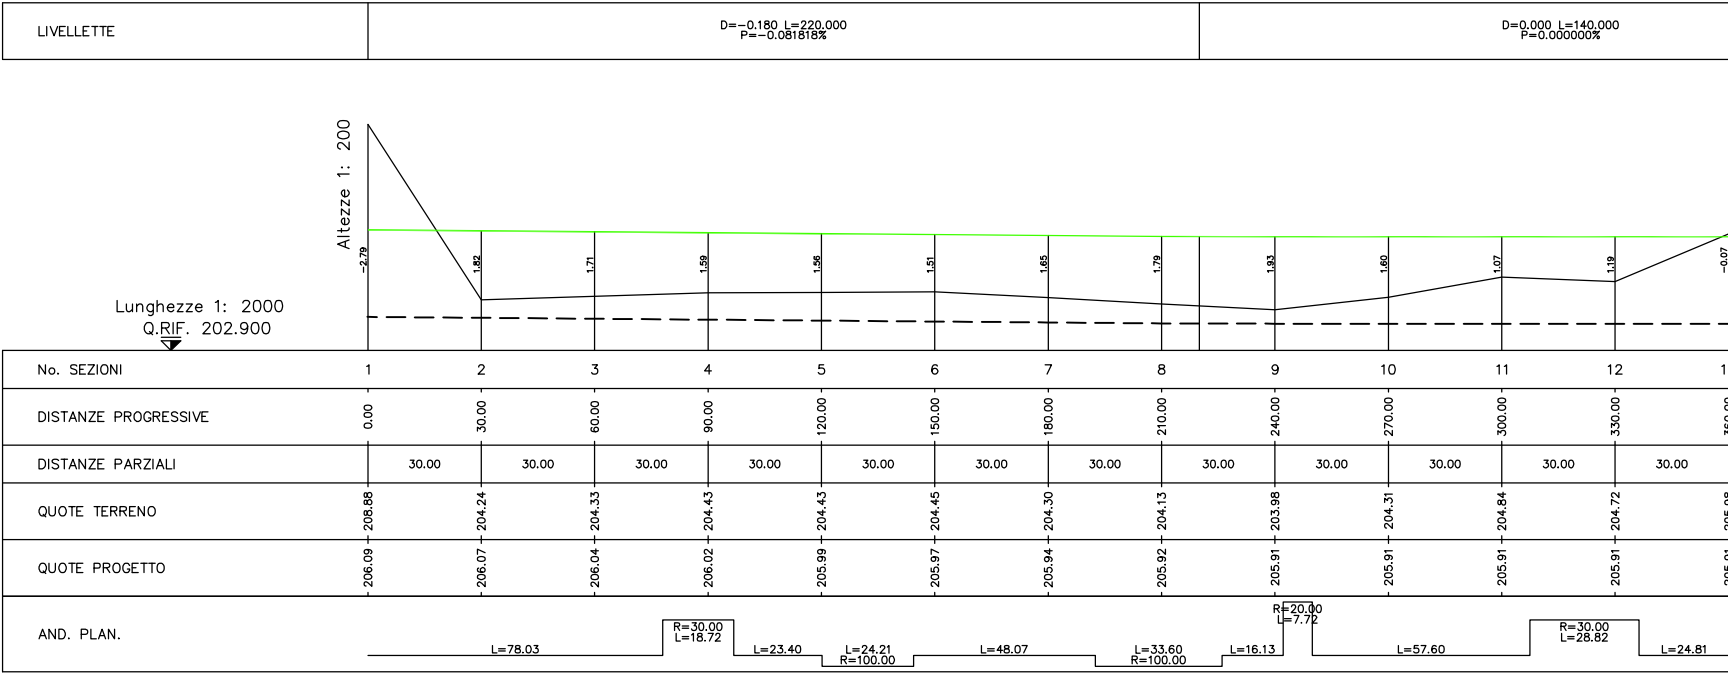 LIVELLETTE
D=-0.180 L=220.000
P=-0.081818%
D=0.000 L=140.000
P=0.000000%
Altezze 1: 200
-2.79 1.82 1.71 1.59 1.56 1.51 1.65 1.79 1.93 1.60 1.07 1.19 -0.07
Lunghezze 1: 2000
Q.RIF. 202.900
No. SEZIONI 1 2 3 4 5 6 7 8 9 10 11 12 1
DISTANZE PROGRESSIVE 0.00 30.00 60.00 90.00 120.00 150.00 180.00 210.00 240.00 270.00 300.00 330.00 360.00
DISTANZE PARZIALI 30.00 30.00 30.00 30.00 30.00 30.00 30.00 30.00 30.00 30.00 30.00 30.00
QUOTE TERRENO 208.88 204.24 204.33 204.43 204.43 204.45 204.30 204.13 203.98 204.31 204.84 204.72
QUOTE PROGETTO 206.09 206.07 206.04 206.02 205.99 205.97 205.94 205.92 205.91 205.91 205.91 205.91
AND. PLAN.
L=78.03
R=30.00
L=18.72
L=23.40
L=24.21
R=100.00
L=48.07
L=33.60
R=100.00
L=16.13
R=20.00
L=7.72
L=57.60
R=30.00
L=28.82
L=24.81